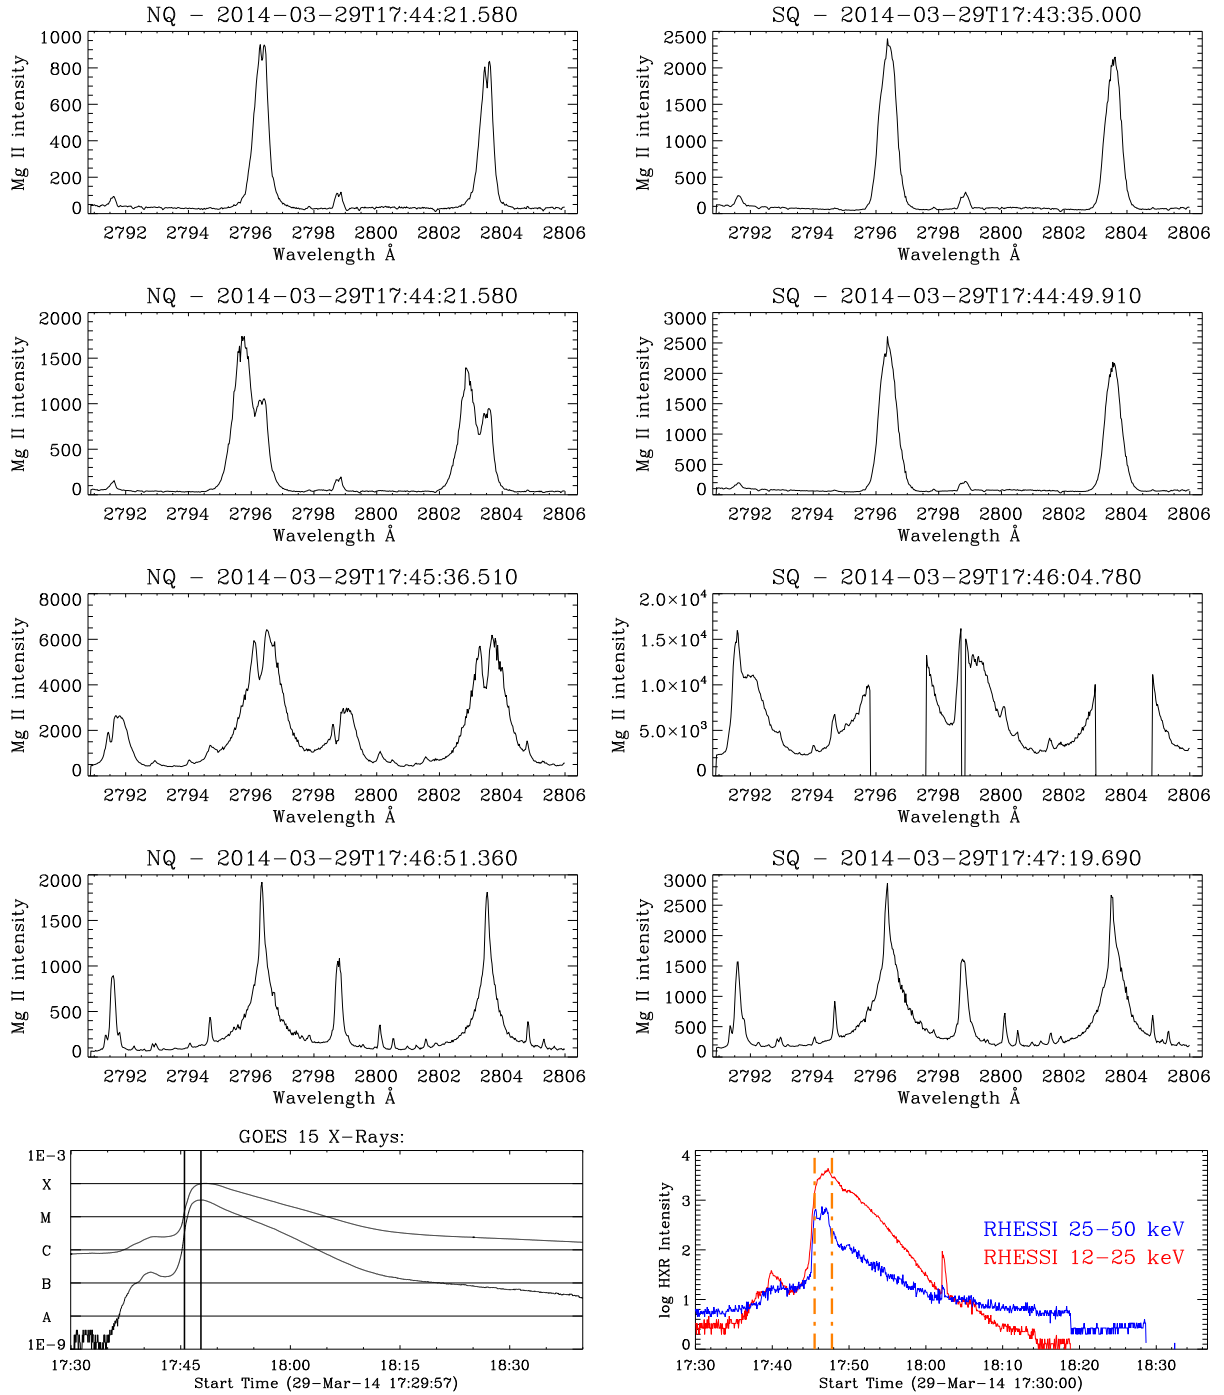 NQ - 2014-03-29T17:44:21.580
1000
800
600
400
200
0
Mg II intensity
2792 2794 2796 2798 2800 2802 2804 2806
Wavelength Å
SQ - 2014-03-29T17:43:35.000
2500
2000
1500
1000
500
0
Mg II intensity
2792 2794 2796 2798 2800 2802 2804 2806
Wavelength Å
NQ - 2014-03-29T17:44:21.580
2000
1500
1000
500
0
Mg II intensity
2792 2794 2796 2798 2800 2802 2804 2806
Wavelength Å
SQ - 2014-03-29T17:44:49.910
3000
2500
2000
1500
1000
500
0
Mg II intensity
2792 2794 2796 2798 2800 2802 2804 2806
Wavelength Å
NQ - 2014-03-29T17:45:36.510
8000
6000
4000
2000
0
Mg II intensity
2792 2794 2796 2798 2800 2802 2804 2806
Wavelength Å
SQ - 2014-03-29T17:46:04.780
2.0×10⁴
1.5×10⁴
1.0×10⁴
5.0×10³
0
Mg II intensity
2792 2794 2796 2798 2800 2802 2804 2806
Wavelength Å
NQ - 2014-03-29T17:46:51.360
2000
1500
1000
500
0
Mg II intensity
2792 2794 2796 2798 2800 2802 2804 2806
Wavelength Å
SQ - 2014-03-29T17:47:19.690
3000
2500
2000
1500
1000
500
0
Mg II intensity
2792 2794 2796 2798 2800 2802 2804 2806
Wavelength Å
GOES 15 X-Rays:
1E-3
X
M
C
B
A
1E-9
17:30 17:45 18:00 18:15 18:30
Start Time (29-Mar-14 17:29:57)
4
3
2
1
0
log HXR Intensity
RHESSI 25-50 keV
RHESSI 12-25 keV
17:30 17:40 17:50 18:00 18:10 18:20 18:30
Start Time (29-Mar-14 17:30:00)